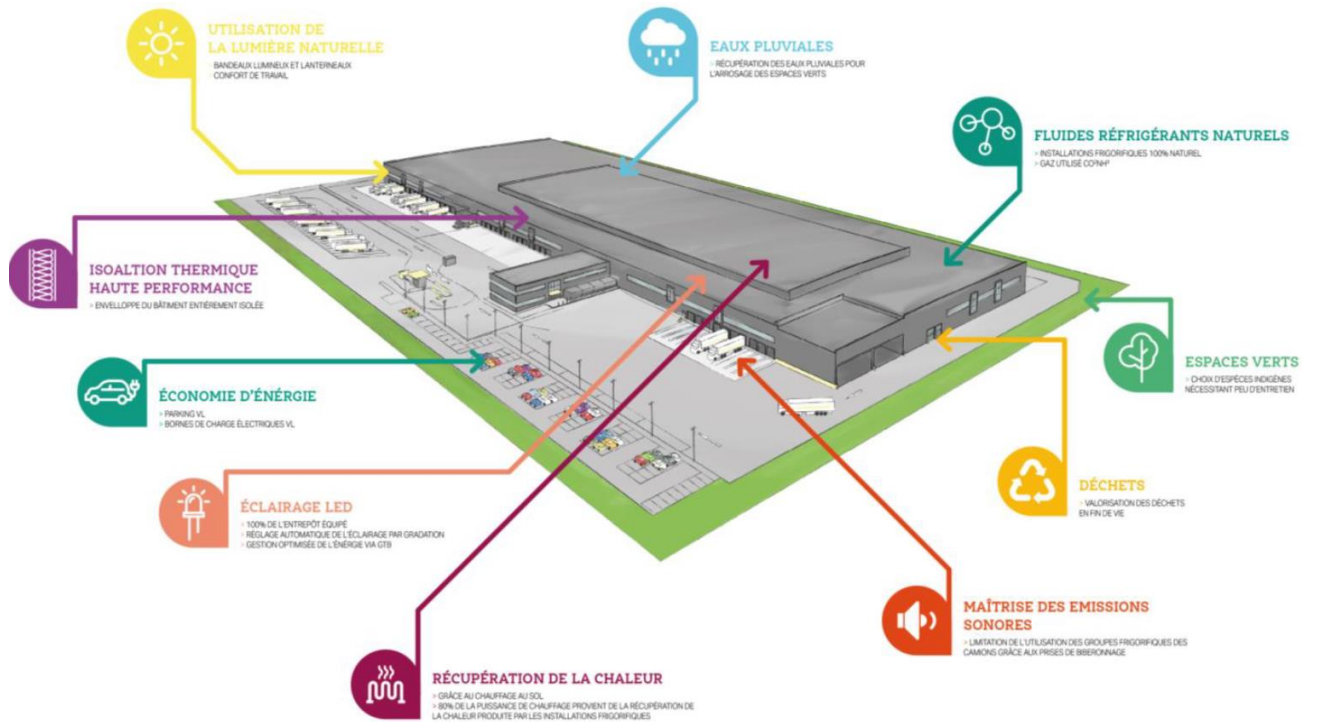 UTILISATION DE
LA LUMIÈRE NATURELLE
> BANDEAUX LUMINEUX ET LANTERNEAUX
> CONFORT DE TRAVAIL
EAUX PLUVIALES
> RÉCUPÉRATION DES EAUX PLUVIALES POUR
L'ARROSAGE DES ESPACES VERTS
FLUIDES RÉFRIGÉRANTS NATURELS
> INSTALLATIONS FRIGORIFIQUES 100% NATUREL
> GAZ UTILISÉ CO²NH³
ISOALTION THERMIQUE
HAUTE PERFORMANCE
> ENVELLOPPE DU BÂTIMENT ENTIÈREMENT ISOLÉE
ESPACES VERTS
> CHOIX D'ESPÈCES INDIGÈNES
NÉCESSITANT PEU D'ENTRETIEN
ÉCONOMIE D'ÉNÉRGIE
> PARKING VL
> BORNES DE CHARGE ÉLECTRIQUES VL
ÉCLAIRAGE LED
> 100% DE L'ENTREPÔT ÉQUIPÉ
> RÉGLAGE AUTOMATIQUE DE L'ÉCLAIRAGE PAR GRADATION
> GESTION OPTIMISÉE DE L'ÉNÉRGIE VIA GTB
DÉCHETS
> VALORISATION DES DÉCHETS
EN FIN DE VIE
MAÎTRISE DES EMISSIONS
SONORES
> LIMITATION DE L'UTILISATION DES GROUPES FRIGORIFIQUES DES
CAMIONS GRÂCE AUX PRISES DE BIBERONNAGE
RÉCUPÉRATION DE LA CHALEUR
> GRÂCE AU CHAUFFAGE AU SOL
> 80% DE LA PUISSANCE DE CHAUFFAGE PROVIENT DE LA RÉCUPÉRATION DE
LA CHALEUR PRODUITE PAR LES INSTALLATIONS FRIGORIFIQUES